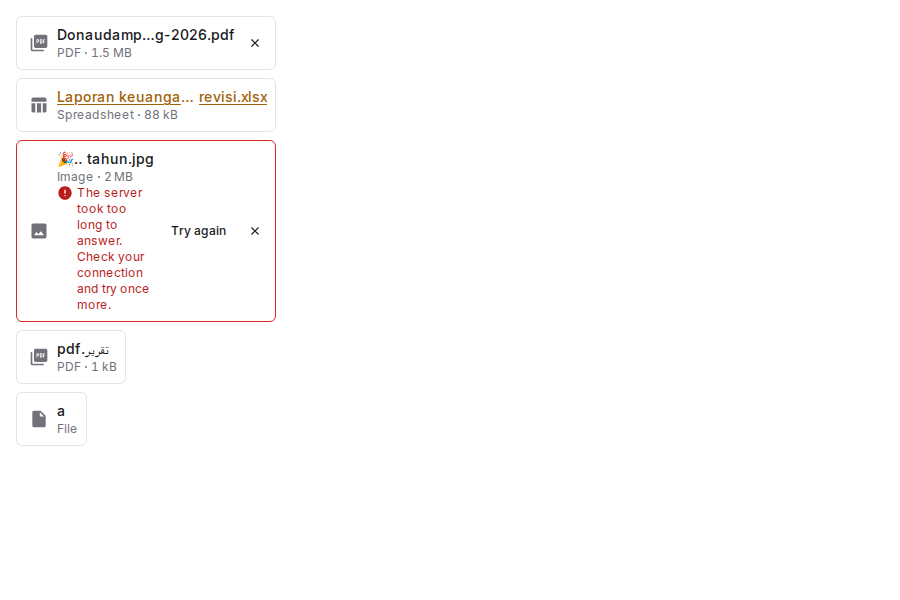 Donaudamp...g-2026.pdf
PDF · 1.5 MB
Laporan keuanga... revisi.xlsx
Spreadsheet · 88 kB
🎉.. tahun.jpg
Image · 2 MB
The server
took too
long to
answer.
Check your
connection
and try once
more.
Try again
تقرير.pdf
PDF · 1 kB
a
File